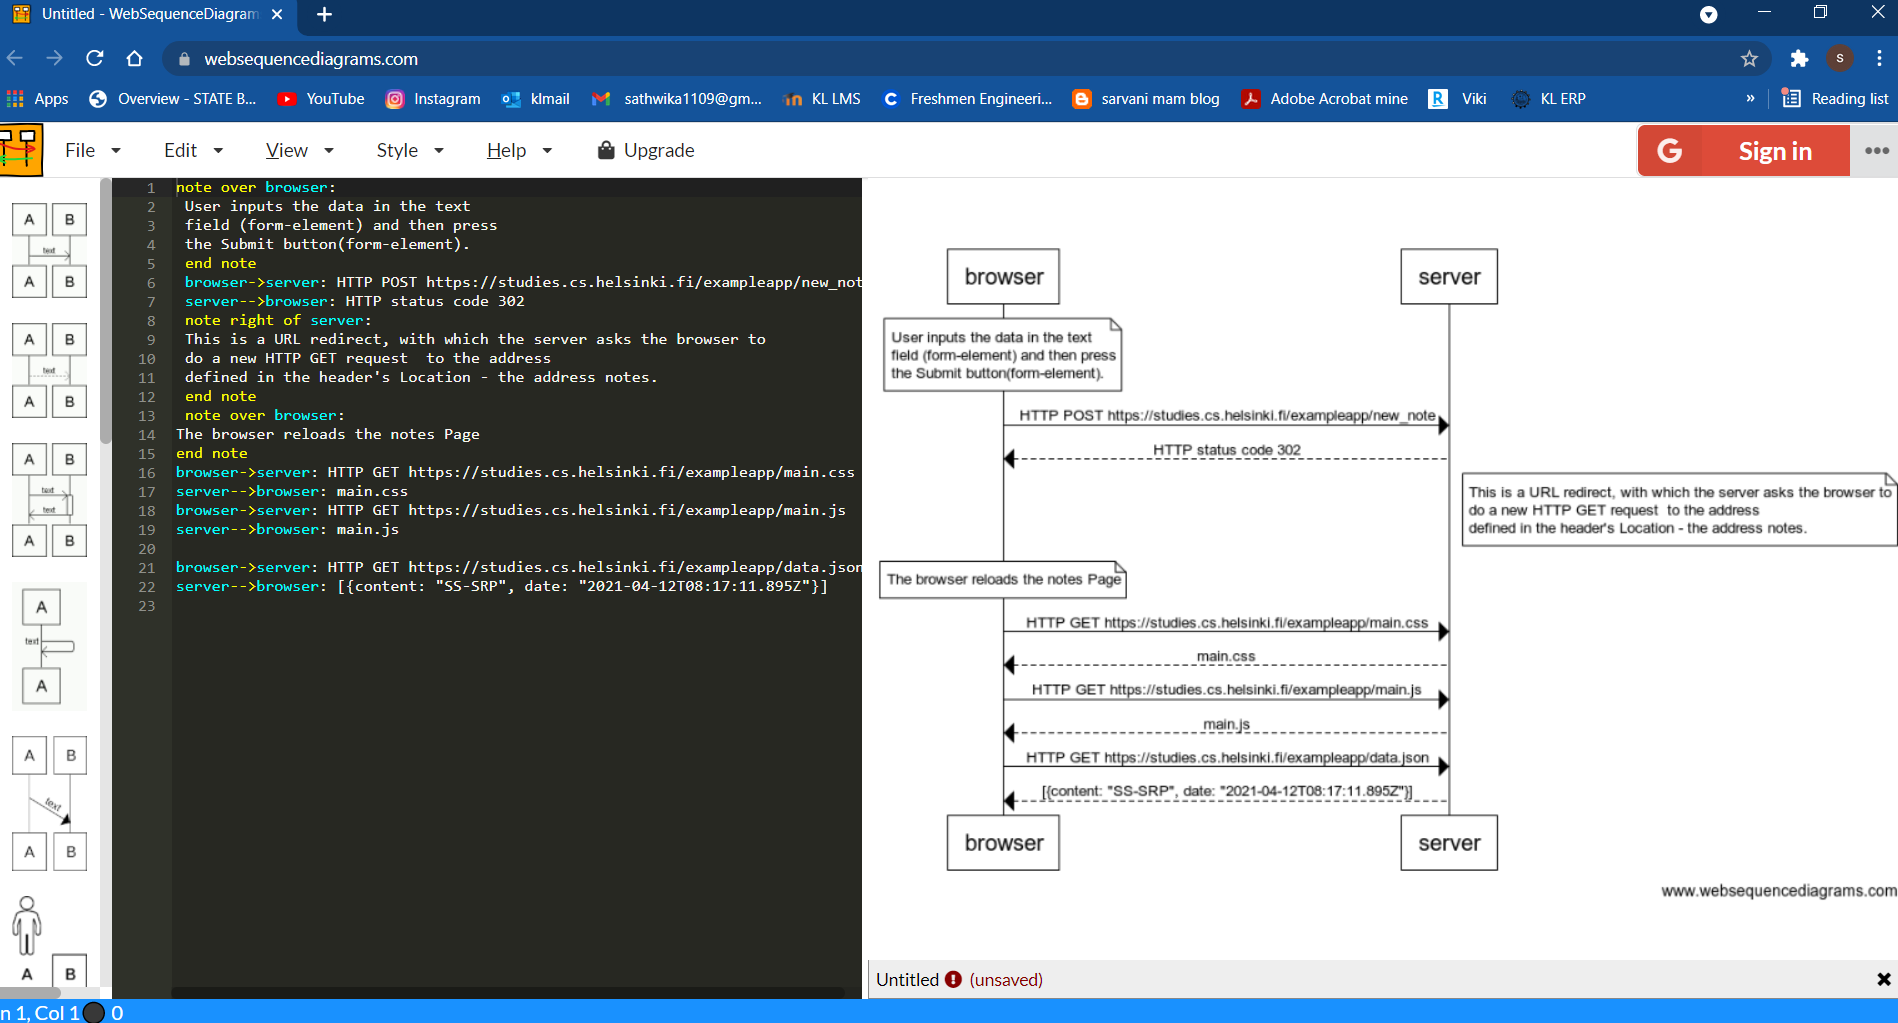 Untitled - WebSequenceDiagram
websequencediagrams.com
s
Apps
Overview - STATE B...
YouTube
Instagram
klmail
sathwika1109@gm...
KL LMS
Freshmen Engineeri...
sarvani mam blog
Adobe Acrobat mine
Viki
KL ERP
»
Reading list
File
Edit
View
Style
Help
Upgrade
G Sign in
A B
text
A B
A B
text
A B
A B
text
text
A B
A
text
A
A B
text
A B
A B
1 note over browser:
2 User inputs the data in the text
3 field (form-element) and then press
4 the Submit button(form-element).
5 end note
6 browser->server: HTTP POST https://studies.cs.helsinki.fi/exampleapp/new_not
7 server-->browser: HTTP status code 302
8 note right of server:
9 This is a URL redirect, with which the server asks the browser to
10 do a new HTTP GET request  to the address
11 defined in the header's Location - the address notes.
12 end note
13 note over browser:
14 The browser reloads the notes Page
15 end note
16 browser->server: HTTP GET https://studies.cs.helsinki.fi/exampleapp/main.css
17 server-->browser: main.css
18 browser->server: HTTP GET https://studies.cs.helsinki.fi/exampleapp/main.js
19 server-->browser: main.js
20
21 browser->server: HTTP GET https://studies.cs.helsinki.fi/exampleapp/data.json
22 server-->browser: [{content: "SS-SRP", date: "2021-04-12T08:17:11.895Z"}]
23
browser
server
User inputs the data in the text
field (form-element) and then press
the Submit button(form-element).
HTTP POST https://studies.cs.helsinki.fi/exampleapp/new_note
HTTP status code 302
This is a URL redirect, with which the server asks the browser to
do a new HTTP GET request  to the address
defined in the header's Location - the address notes.
The browser reloads the notes Page
HTTP GET https://studies.cs.helsinki.fi/exampleapp/main.css
main.css
HTTP GET https://studies.cs.helsinki.fi/exampleapp/main.js
main.js
HTTP GET https://studies.cs.helsinki.fi/exampleapp/data.json
[{content: "SS-SRP", date: "2021-04-12T08:17:11.895Z"}]
browser
server
www.websequencediagrams.com
Untitled (unsaved)
n 1, Col 1 0